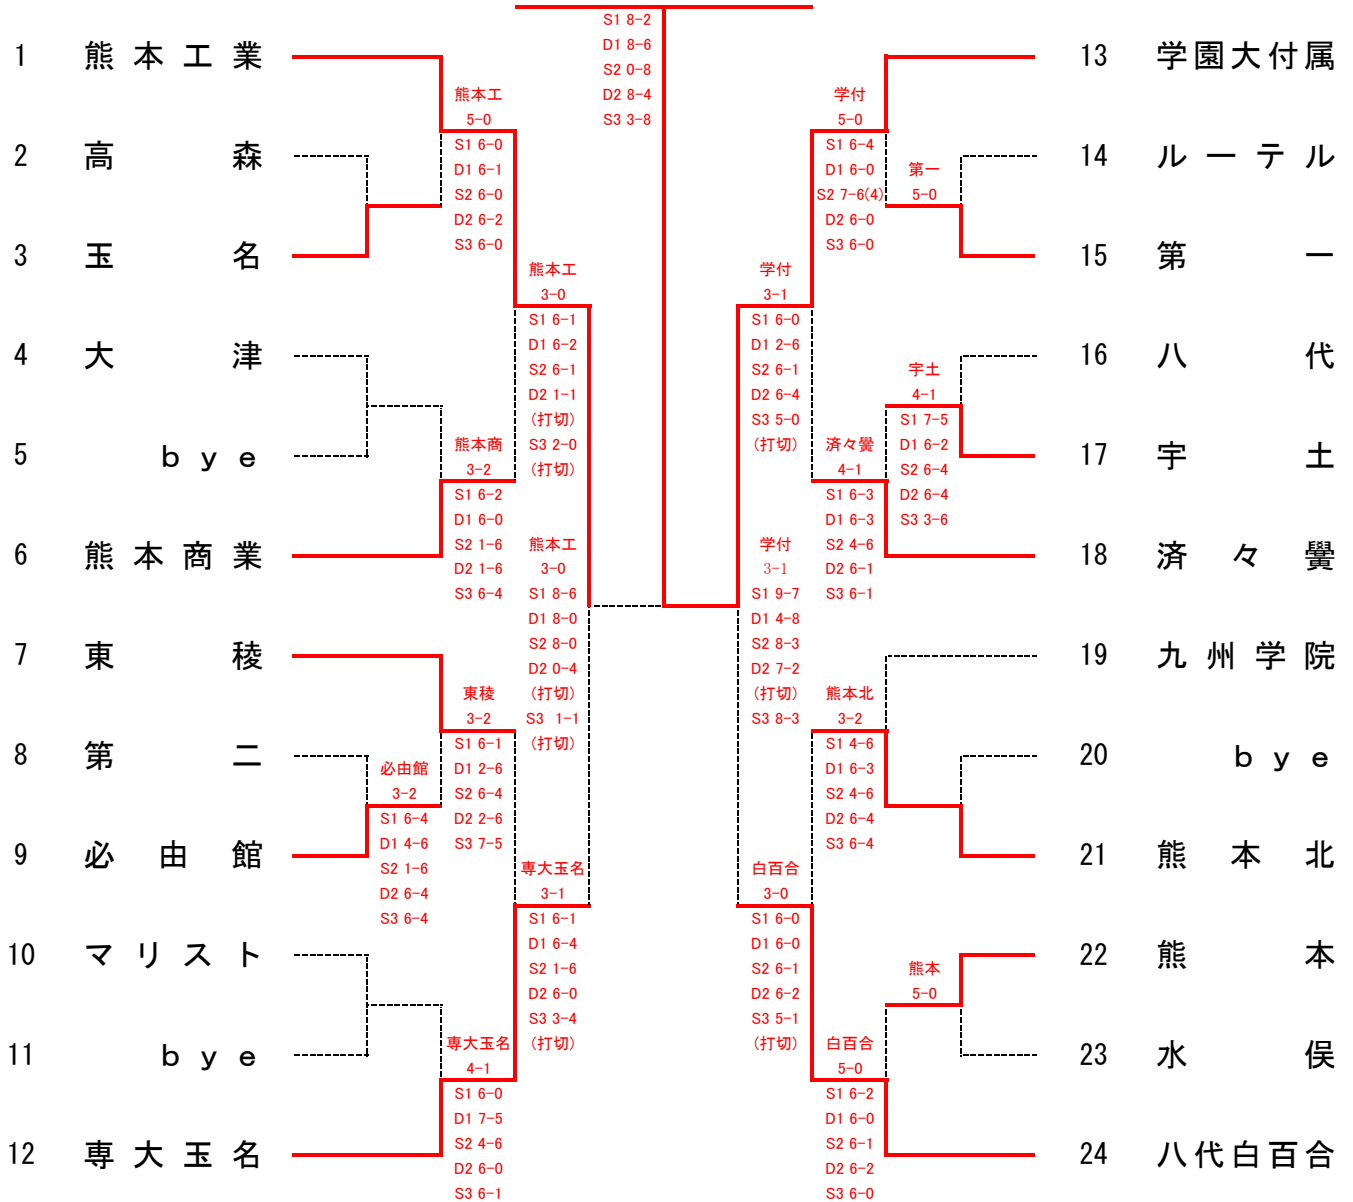 S1 8-2
D1 8-6
S2 0-8
D2 8-4
S3 3-8
1 熊本工業
2 高森
3 玉名
4 大津
5 bye
6 熊本商業
7 東稜
8 第二
9 必由館
10 マリスト
11 bye
12 専大玉名
熊本工
5-0
S1 6-0
D1 6-1
S2 6-0
D2 6-2
S3 6-0
熊本商
3-2
S1 6-2
D1 6-0
S2 1-6
D2 1-6
S3 6-4
必由館
3-2
S1 6-4
D1 4-6
S2 1-6
D2 6-4
S3 6-4
東稜
3-2
S1 6-1
D1 2-6
S2 6-4
D2 2-6
S3 7-5
専大玉名
4-1
S1 6-0
D1 7-5
S2 4-6
D2 6-0
S3 6-1
熊本工
3-0
S1 6-1
D1 6-2
S2 6-1
D2 1-1
(打切)
S3 2-0
(打切)
熊本工
3-0
S1 8-6
D1 8-0
S2 8-0
D2 0-4
(打切)
S3 1-1
(打切)
専大玉名
3-1
S1 6-1
D1 6-4
S2 1-6
D2 6-0
S3 3-4
(打切)
学付
3-1
S1 6-0
D1 2-6
S2 6-1
D2 6-4
S3 5-0
(打切)
学付
3-1
S1 9-7
D1 4-8
S2 8-3
D2 7-2
(打切)
S3 8-3
白百合
3-0
S1 6-0
D1 6-0
S2 6-1
D2 6-2
S3 5-1
(打切)
学付
5-0
S1 6-4
D1 6-0
S2 7-6(4)
D2 6-0
S3 6-0
第一
5-0
宇土
4-1
S1 7-5
D1 6-2
S2 6-4
D2 6-4
S3 3-6
済々黌
4-1
S1 6-3
D1 6-3
S2 4-6
D2 6-1
S3 6-1
熊本北
3-2
S1 4-6
D1 6-3
S2 4-6
D2 6-4
S3 6-4
熊本
5-0
白百合
5-0
S1 6-2
D1 6-0
S2 6-1
D2 6-2
S3 6-0
13 学園大付属
14 ルーテル
15 第一
16 八代
17 宇土
18 済々黌
19 九州学院
20 bye
21 熊本北
22 熊本
23 水俣
24 八代白百合